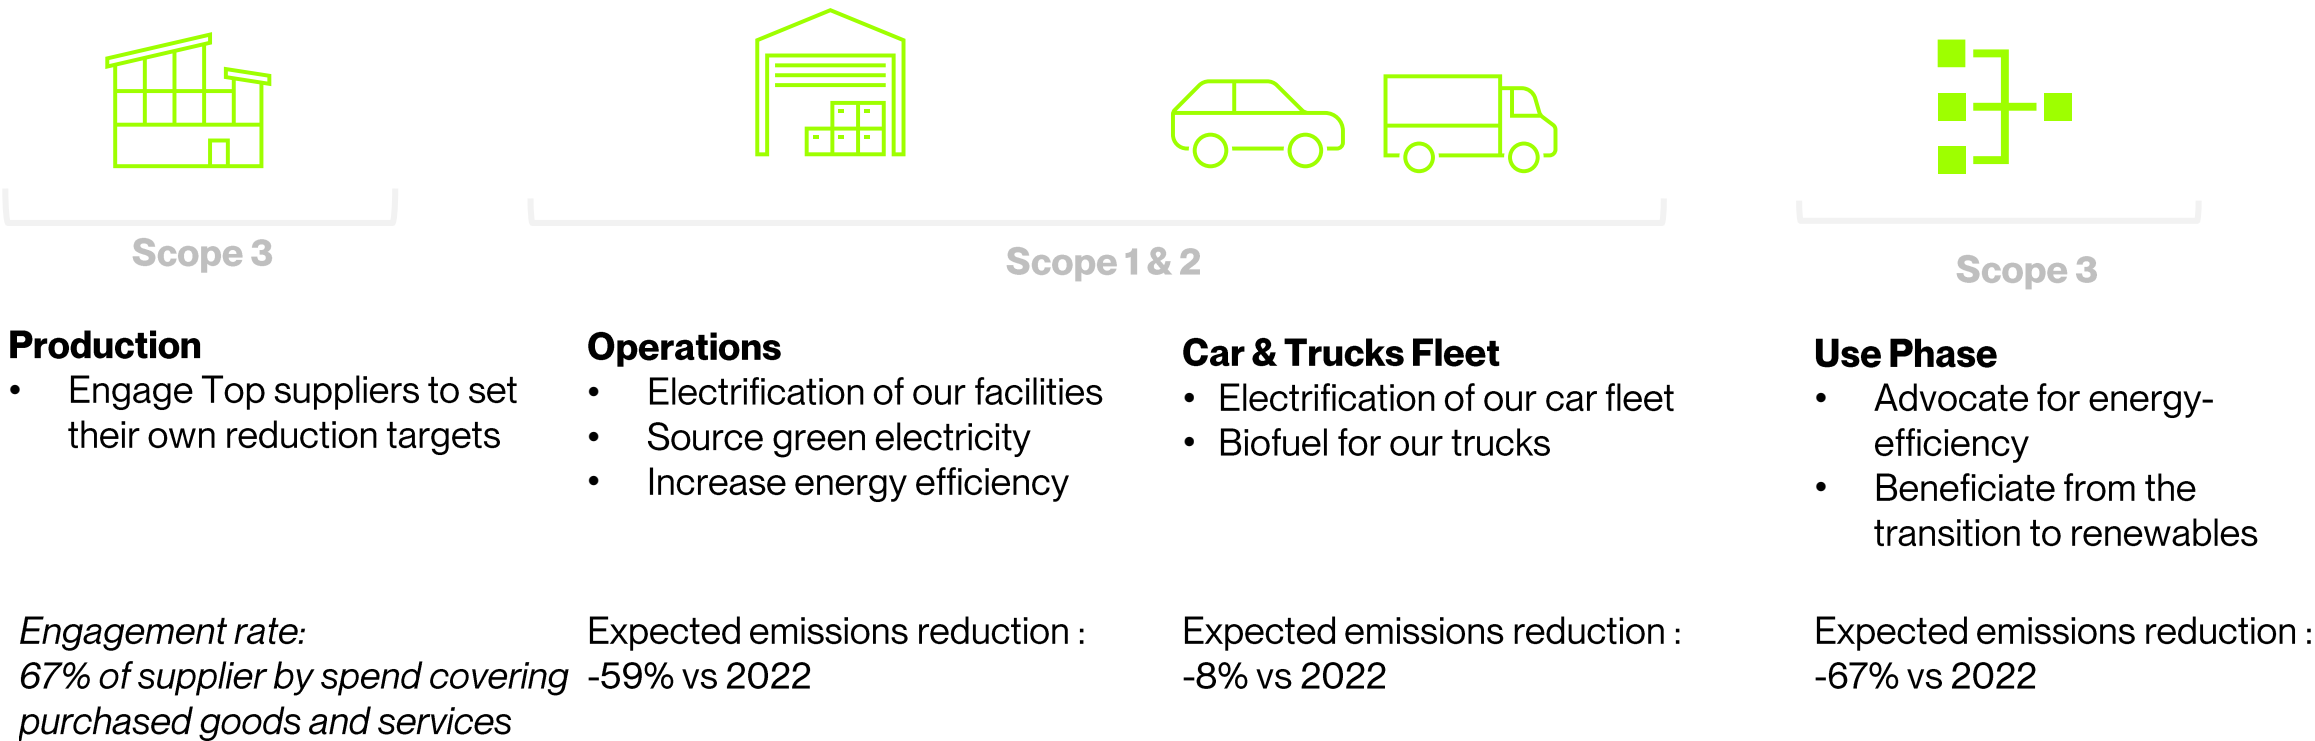 Scope 3
Scope 1 & 2
Scope 3
Production
• Engage Top suppliers to set
their own reduction targets
Engagement rate:
67% of supplier by spend covering
purchased goods and services
Operations
• Electrification of our facilities
• Source green electricity
• Increase energy efficiency
Expected emissions reduction :
-59% vs 2022
Car & Trucks Fleet
• Electrification of our car fleet
• Biofuel for our trucks
Expected emissions reduction :
-8% vs 2022
Use Phase
• Advocate for energy-
efficiency
• Beneficiate from the
transition to renewables
Expected emissions reduction :
-67% vs 2022